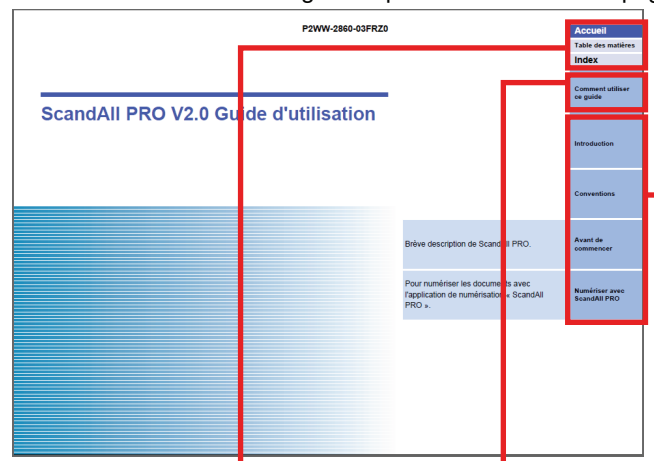 P2WW-2860-03FRZ0
Accueil
Table des matières
Index
Comment utiliser
ce guide
ScandAll PRO V2.0 Guide d'utilisation
Introduction
Conventions
Brève description de ScandAll PRO.
Avant de
commencer
Pour numériser les documents avec
l'application de numérisation « ScandAll
PRO ».
Numériser avec
ScandAll PRO